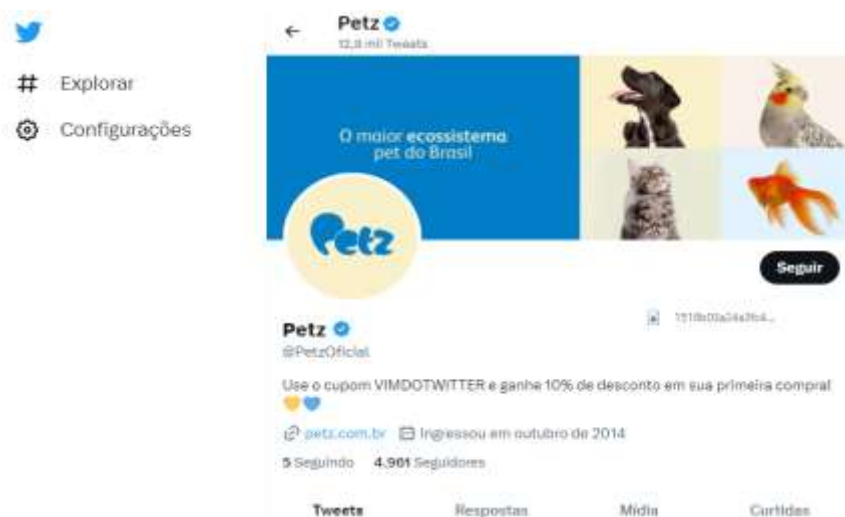 Petz
12,8 mil Tweets
Explorar
Configurações
O maior ecossistema
pet do Brasil
Petz
Seguir
Petz
@PetzOficial
Use o cupom VIMDOTWITTER e ganhe 10% de desconto em sua primeira compra!
petz.com.br Ingressou em outubro de 2014
5 Seguindo 4.961 Seguidores
Tweets Respostas Mídia Curtidas